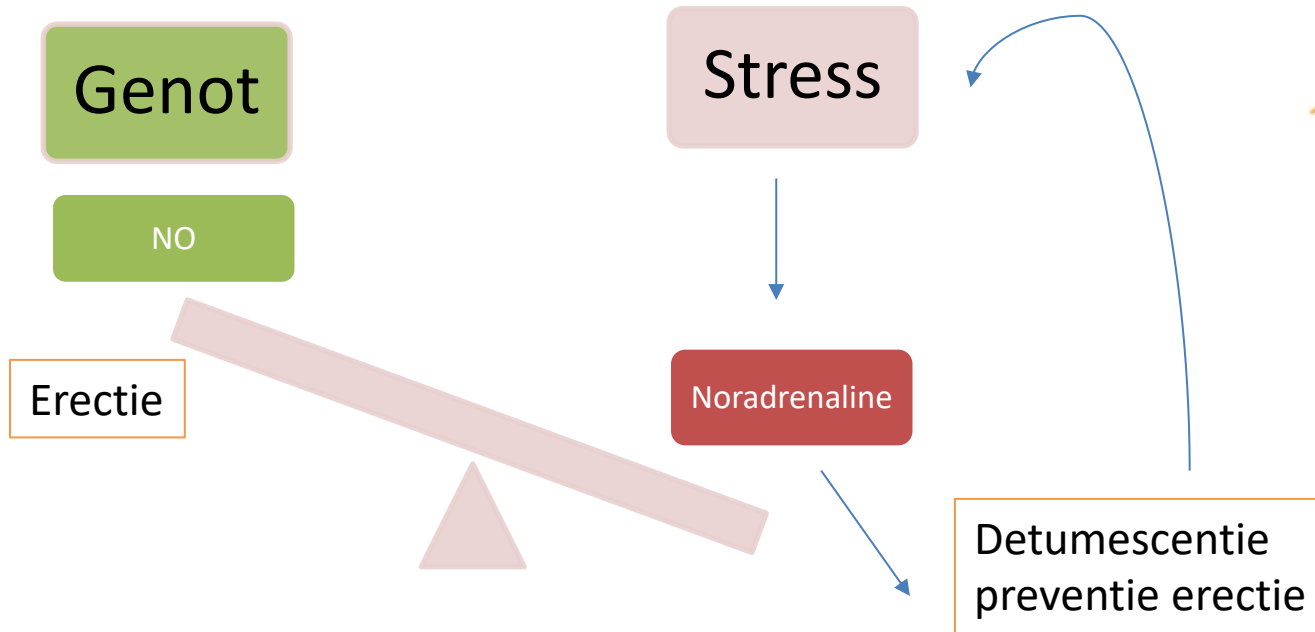 Genot
Stress
NO
Erectie
Noradrenaline
Detumescentie
preventie erectie